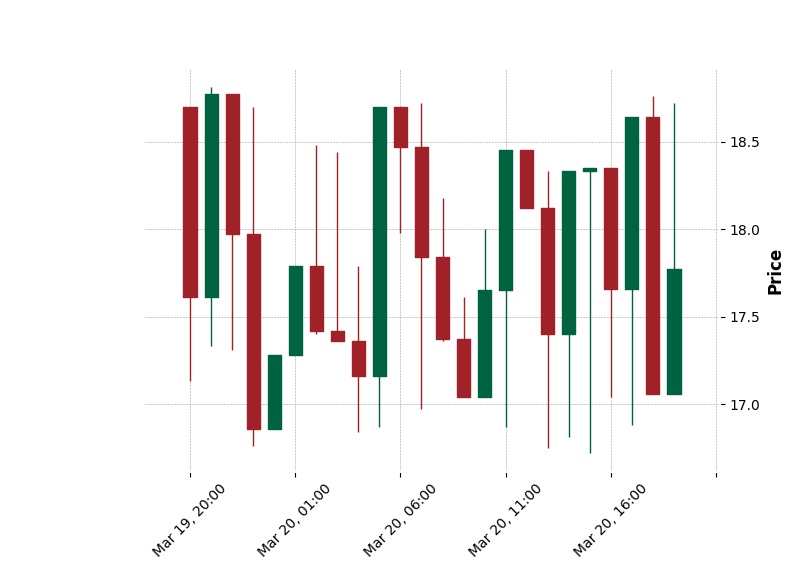 18.5
18.0
17.5
17.0
Price
Mar 19, 20:00
Mar 20, 01:00
Mar 20, 06:00
Mar 20, 11:00
Mar 20, 16:00